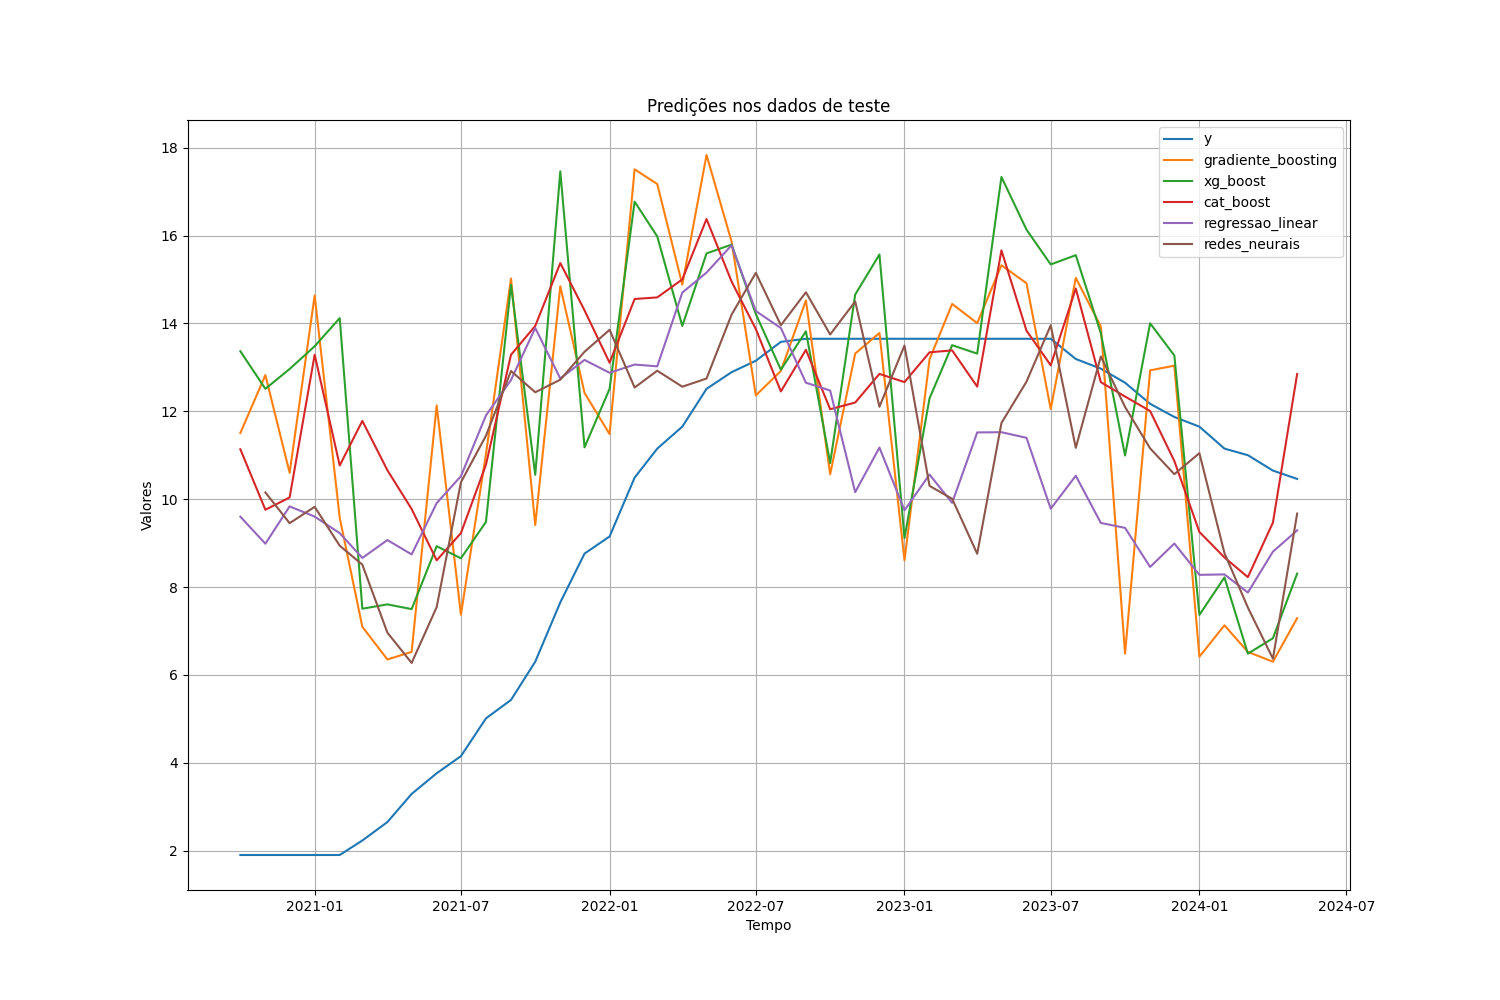 Predições nos dados de teste
y
gradiente_boosting
xg_boost
cat_boost
regressao_linear
redes_neurais
Valores
18
16
14
12
10
8
6
4
2
2021-01
2021-07
2022-01
2022-07
2023-01
2023-07
2024-01
2024-07
Tempo